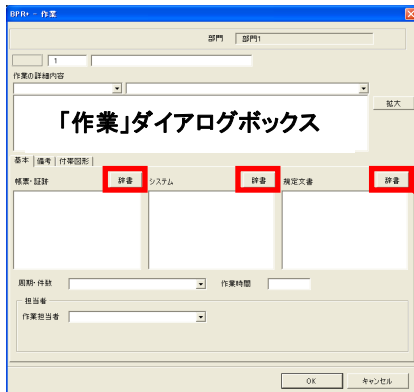 BPR+ - 作業
部門 部門1
1
作業の詳細内容
拡大
「作業」ダイアログボックス
基本 備考 付帯図形
帳票・証跡 辞書 システム 辞書 規定文書 辞書
周期・件数 作業時間
担当者
作業担当者
OK キャンセル